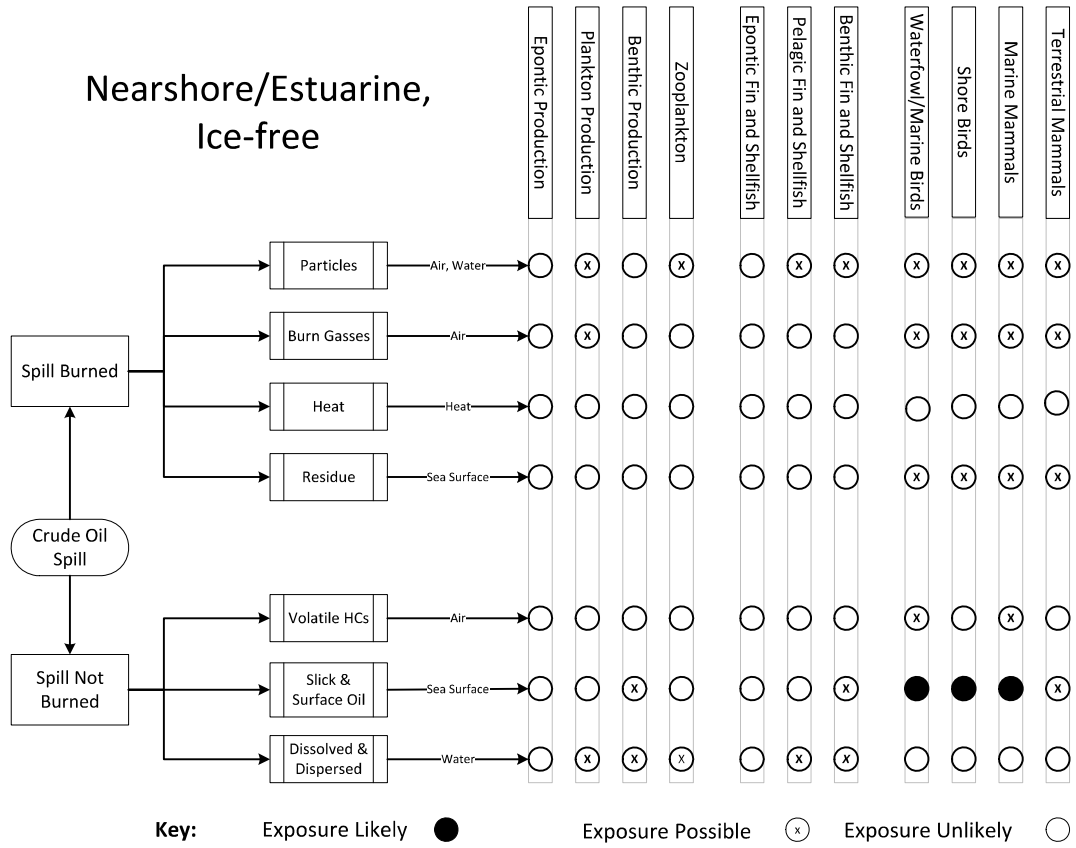 Nearshore/Estuarine,
Ice-free
Epontic Production
Plankton Production
Benthic Production
Zooplankton
Epontic Fin and Shellfish
Pelagic Fin and Shellfish
Benthic Fin and Shellfish
Waterfowl/Marine Birds
Shore Birds
Marine Mammals
Terrestrial Mammals
Particles
Air, Water
x
x
x
x
x
x
x
x
Burn Gasses
Air
x
x
x
x
x
Spill Burned
Heat
Heat
Residue
Sea Surface
x
x
x
x
Crude Oil
Spill
Volatile HCs
Air
x
x
Spill Not
Burned
Slick &
Surface Oil
Sea Surface
x
x
x
Dissolved &
Dispersed
Water
x
x
x
x
x
Key:
Exposure Likely
Exposure Possible
x
Exposure Unlikely